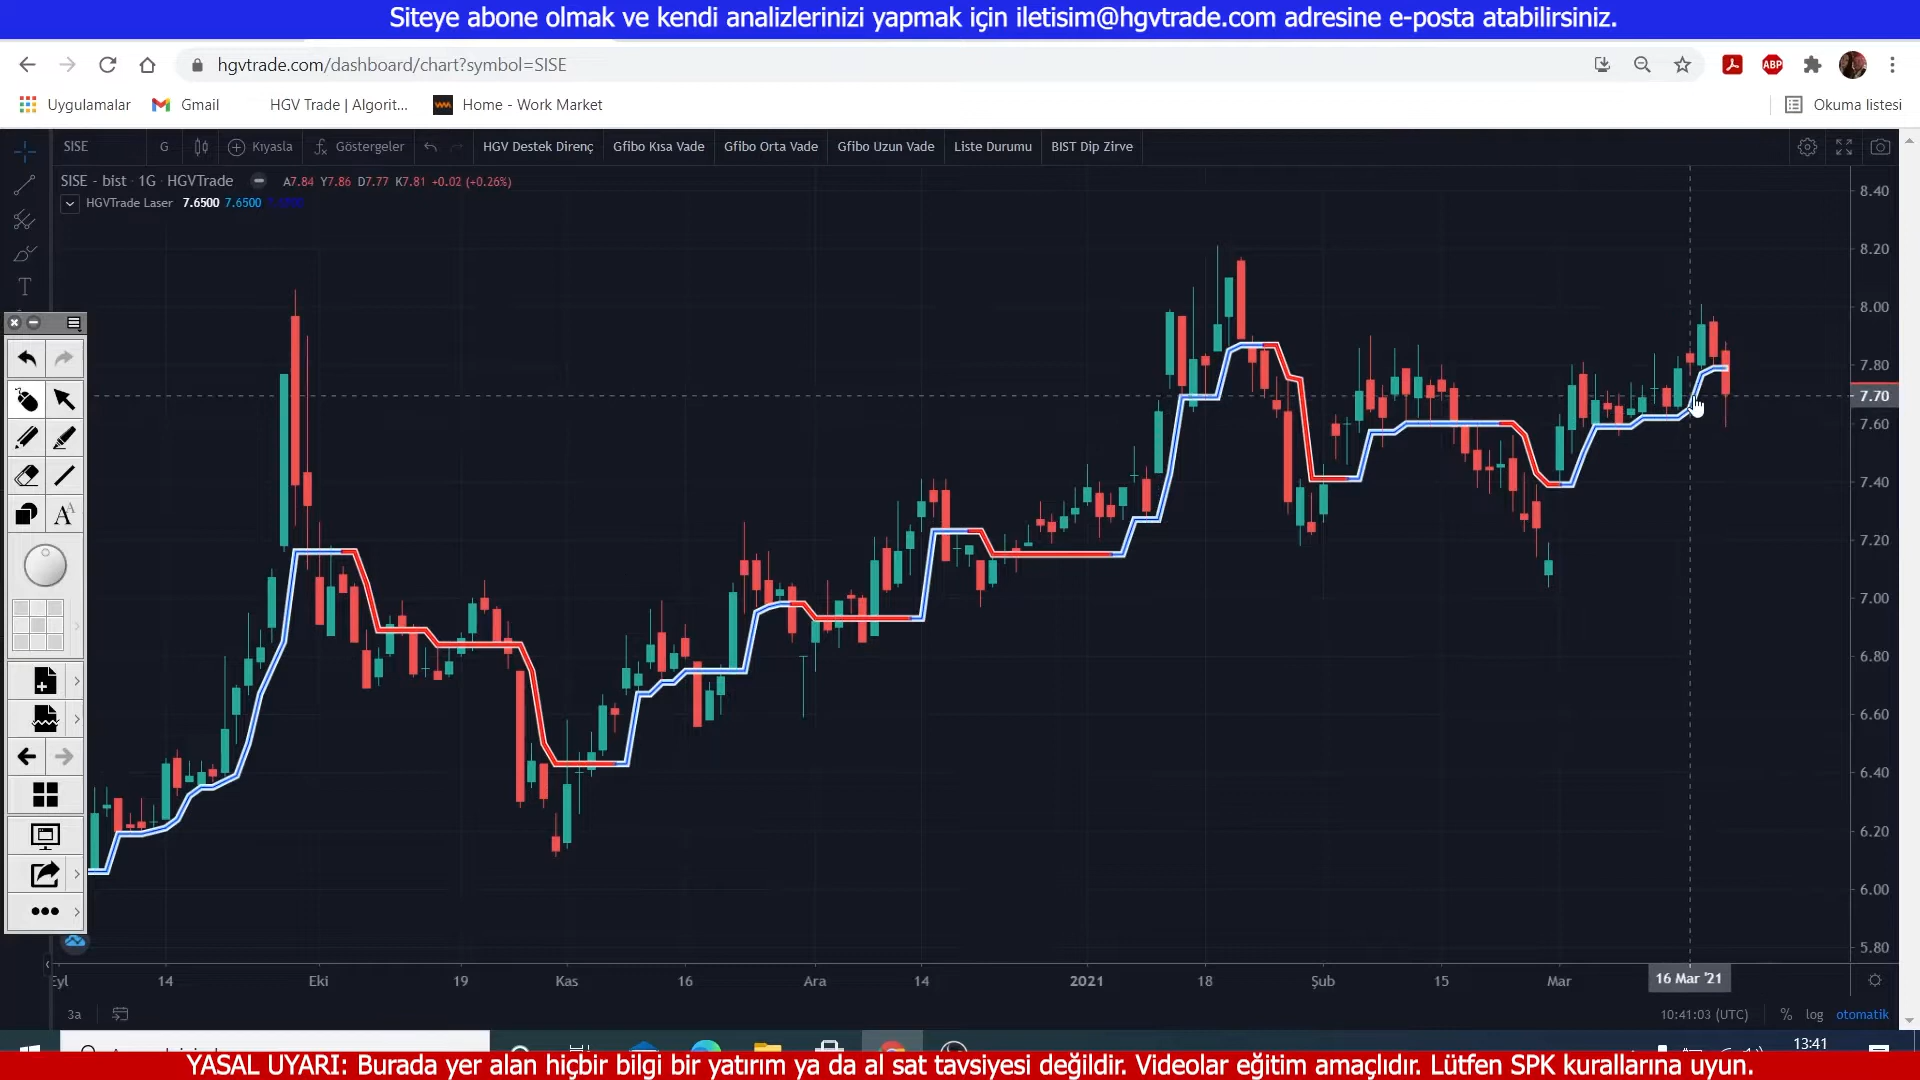 Siteye abone olmak ve kendi analizlerinizi yapmak için iletisim@hgvtrade.com adresine e-posta atabilirsiniz.
hgvtrade.com/dashboard/chart?symbol=SISE
ABP
Uygulamalar Gmail HGV Trade | Algorit... Home - Work Market Okuma listesi
SISE G Kıyasla Göstergeler HGV Destek Direnç Gfibo Kısa Vade Gfibo Orta Vade Gfibo Uzun Vade Liste Durumu BIST Dip Zirve
SISE - bist · 1G · HGVTrade A7.84 Y7.86 D7.77 K7.81 +0.02 (+0.26%)
HGVTrade Laser 7.6500 7.6500
8.40
8.20
8.00
7.80
7.70
7.60
7.40
7.20
7.00
6.80
6.60
6.40
6.20
6.00
5.80
Eyl 14 Eki 19 Kas 16 Ara 14 2021 18 Şub 15 Mar 16 Mar '21
3a 10:41:03 (UTC) % log otomatik
13:41
YASAL UYARI: Burada yer alan hiçbir bilgi bir yatırım ya da al sat tavsiyesi değildir. Videolar eğitim amaçlıdır. Lütfen SPK kurallarına uyun.